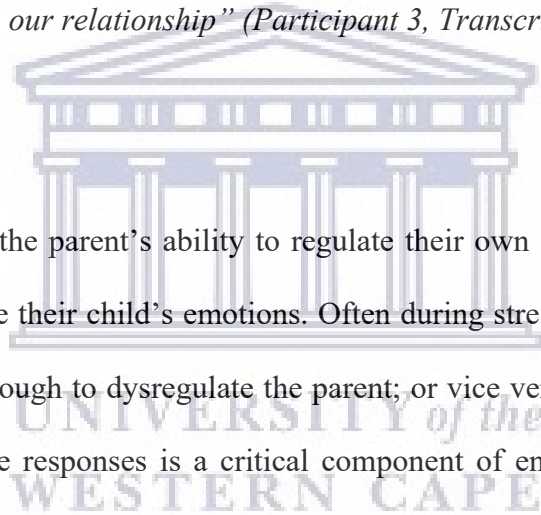 our relationship” (Participant 3, Transcr
the parent’s ability to regulate their own
their child’s emotions. Often during stre
ough to dysregulate the parent; or vice ver
UNIVERSITY of the
e responses is a critical component of en
WESTERN CAPE